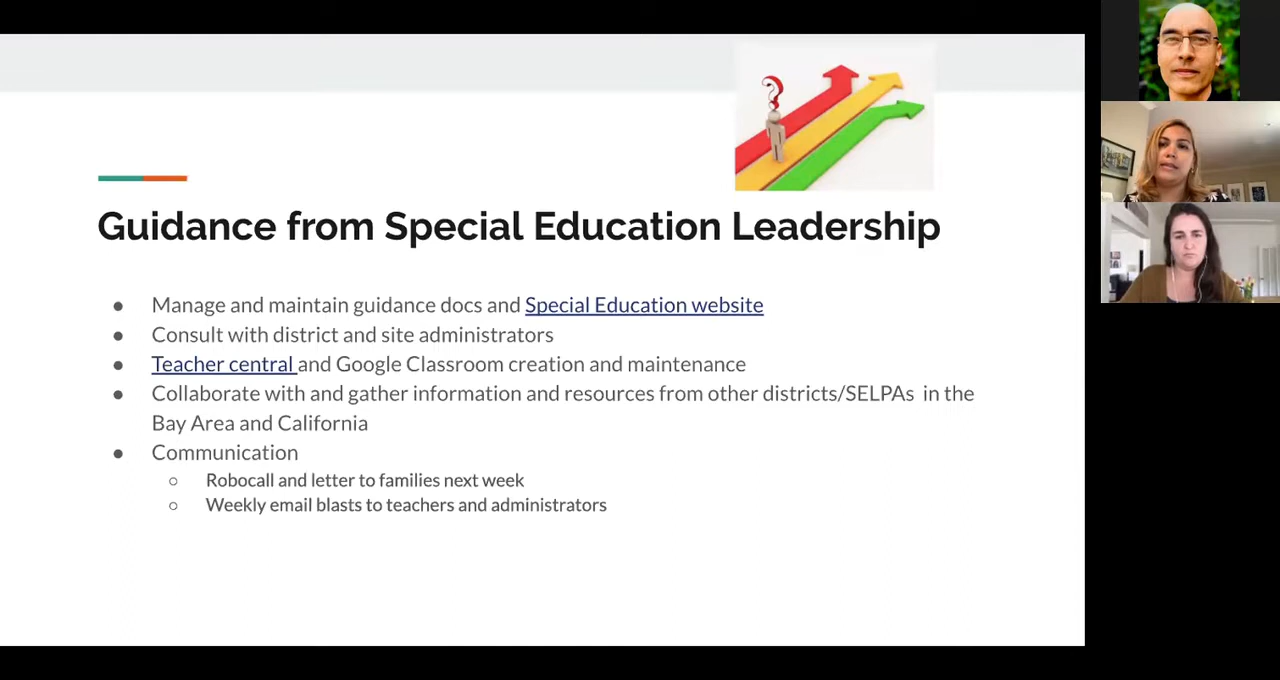 Guidance from Special Education Leadership
● Manage and maintain guidance docs and Special Education website
● Consult with district and site administrators
● Teacher central and Google Classroom creation and maintenance
● Collaborate with and gather information and resources from other districts/SELPAs in the
Bay Area and California
● Communication
○ Robocall and letter to families next week
○ Weekly email blasts to teachers and administrators